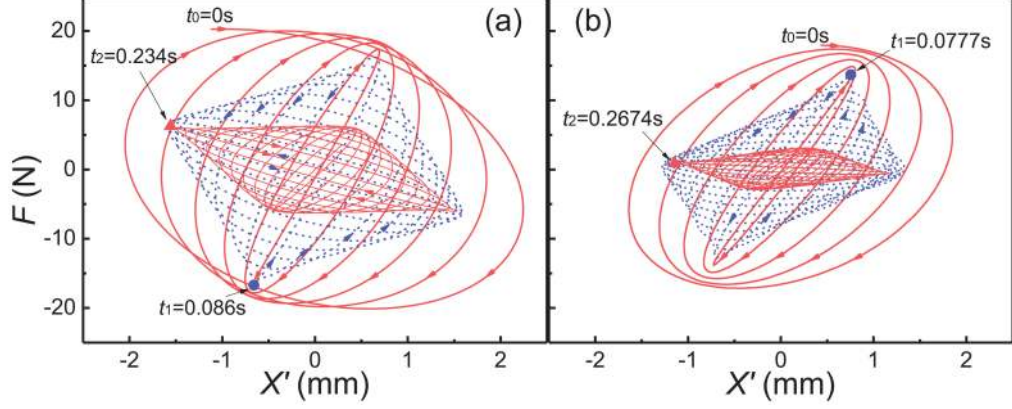 (a)
t0=0s
t2=0.234s
t1=0.086s
F (N)
20
10
0
-10
-20
-2 -1 0 1 2
X' (mm)
(b)
t0=0s
t1=0.0777s
t2=0.2674s
-2 -1 0 1 2
X' (mm)